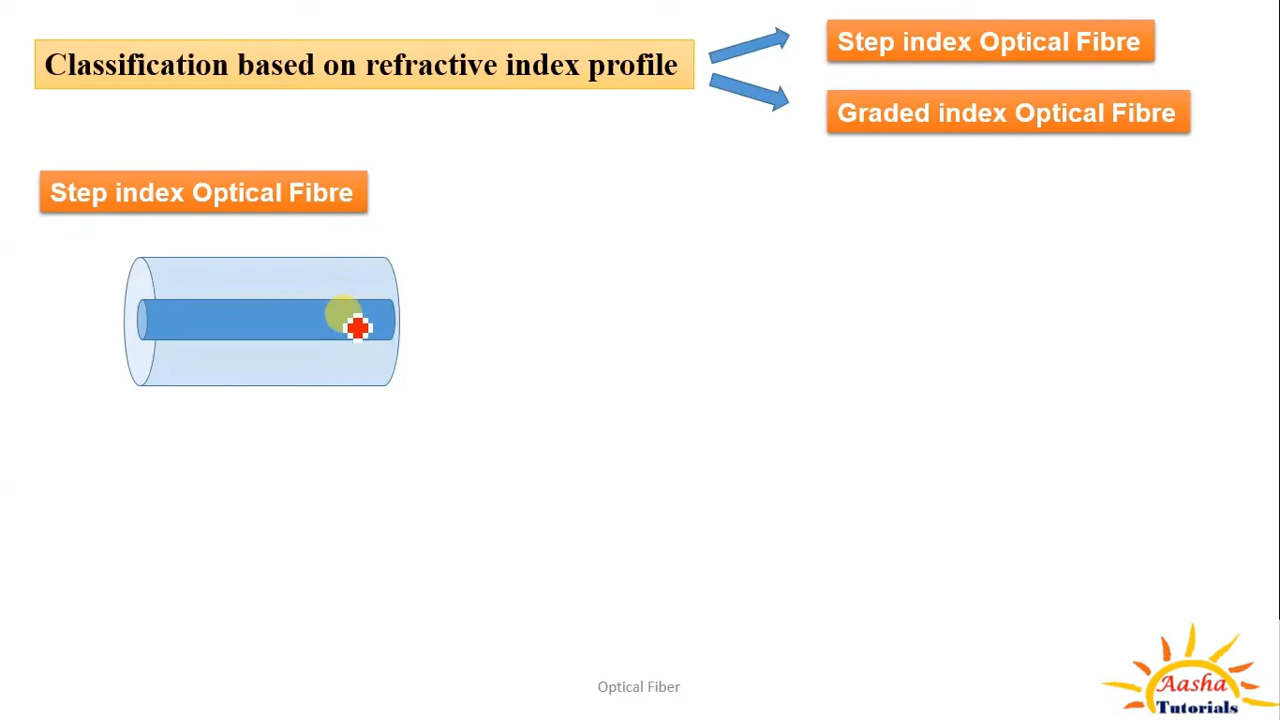 Classification based on refractive index profile
Step index Optical Fibre
Graded index Optical Fibre
Step index Optical Fibre
Optical Fiber
Aasha
Tutorials